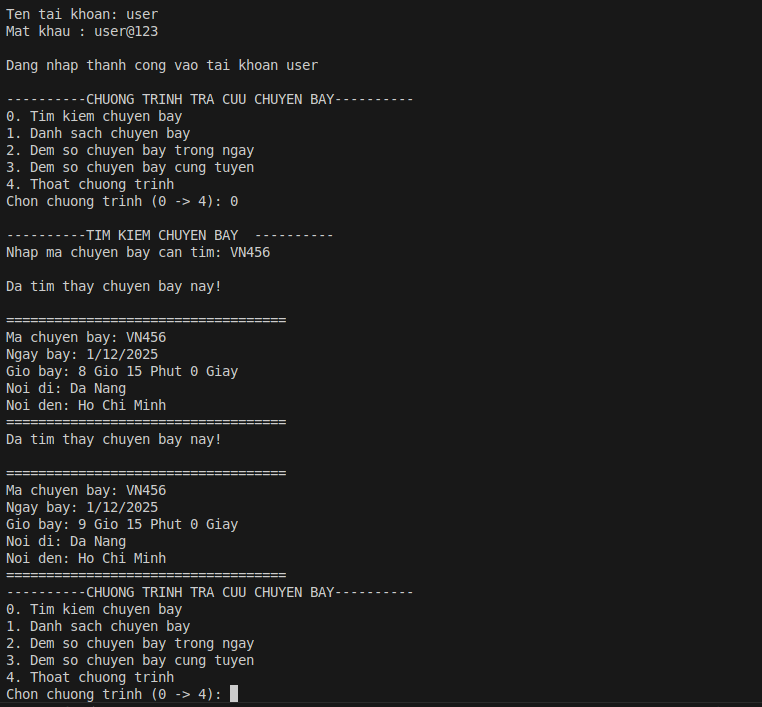 Ten tai khoan: user
Mat khau : user@123
Dang nhap thanh cong vao tai khoan user
----------CHUONG TRINH TRA CUU CHUYEN BAY----------
0. Tim kiem chuyen bay
1. Danh sach chuyen bay
2. Dem so chuyen bay trong ngay
3. Dem so chuyen bay cung tuyen
4. Thoat chuong trinh
Chon chuong trinh (0 -> 4): 0
----------TIM KIEM CHUYEN BAY  ----------
Nhap ma chuyen bay can tim: VN456
Da tim thay chuyen bay nay!
===================================
Ma chuyen bay: VN456
Ngay bay: 1/12/2025
Gio bay: 8 Gio 15 Phut 0 Giay
Noi di: Da Nang
Noi den: Ho Chi Minh
===================================
Da tim thay chuyen bay nay!
===================================
Ma chuyen bay: VN456
Ngay bay: 1/12/2025
Gio bay: 9 Gio 15 Phut 0 Giay
Noi di: Da Nang
Noi den: Ho Chi Minh
===================================
----------CHUONG TRINH TRA CUU CHUYEN BAY----------
0. Tim kiem chuyen bay
1. Danh sach chuyen bay
2. Dem so chuyen bay trong ngay
3. Dem so chuyen bay cung tuyen
4. Thoat chuong trinh
Chon chuong trinh (0 -> 4):